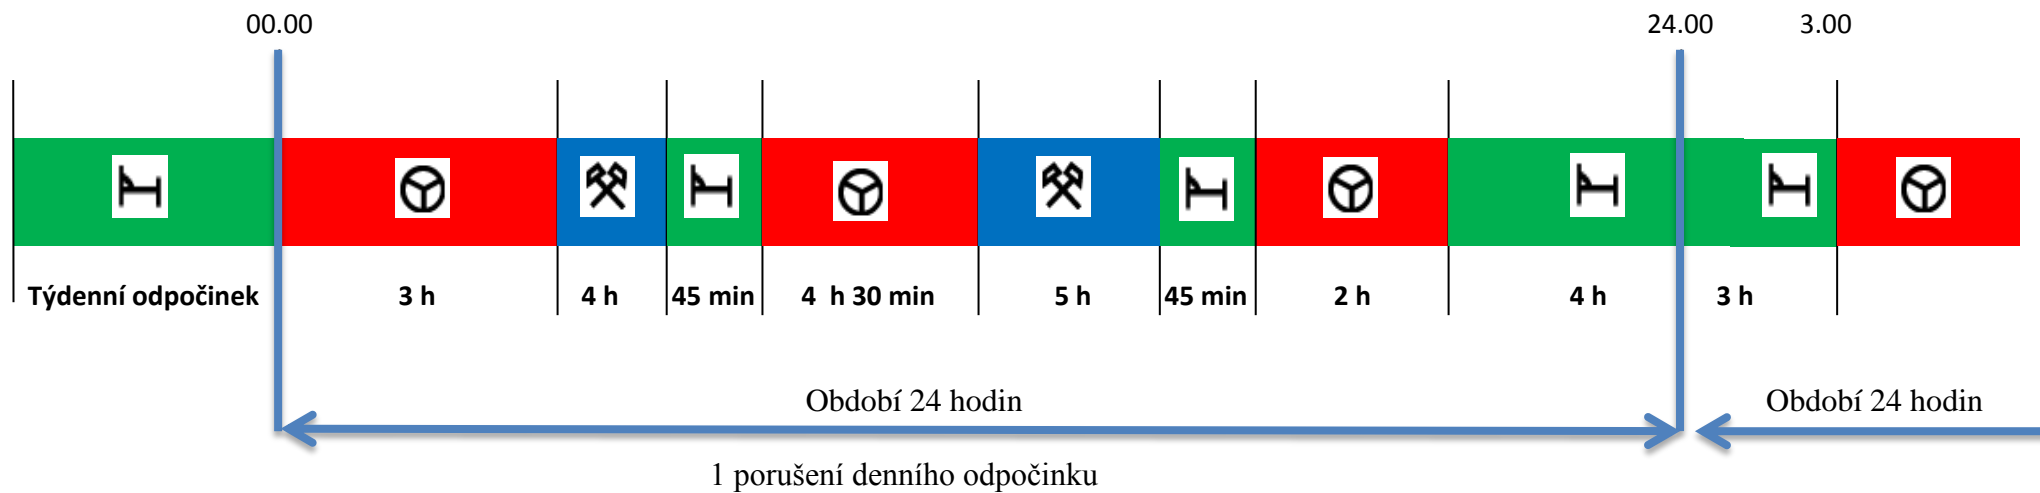 00.00 24.00 3.00
Týdenní odpočinek 3 h 4 h 45 min 4 h 30 min 5 h 45 min 2 h 4 h 3 h
Období 24 hodin Období 24 hodin
1 porušení denního odpočinku